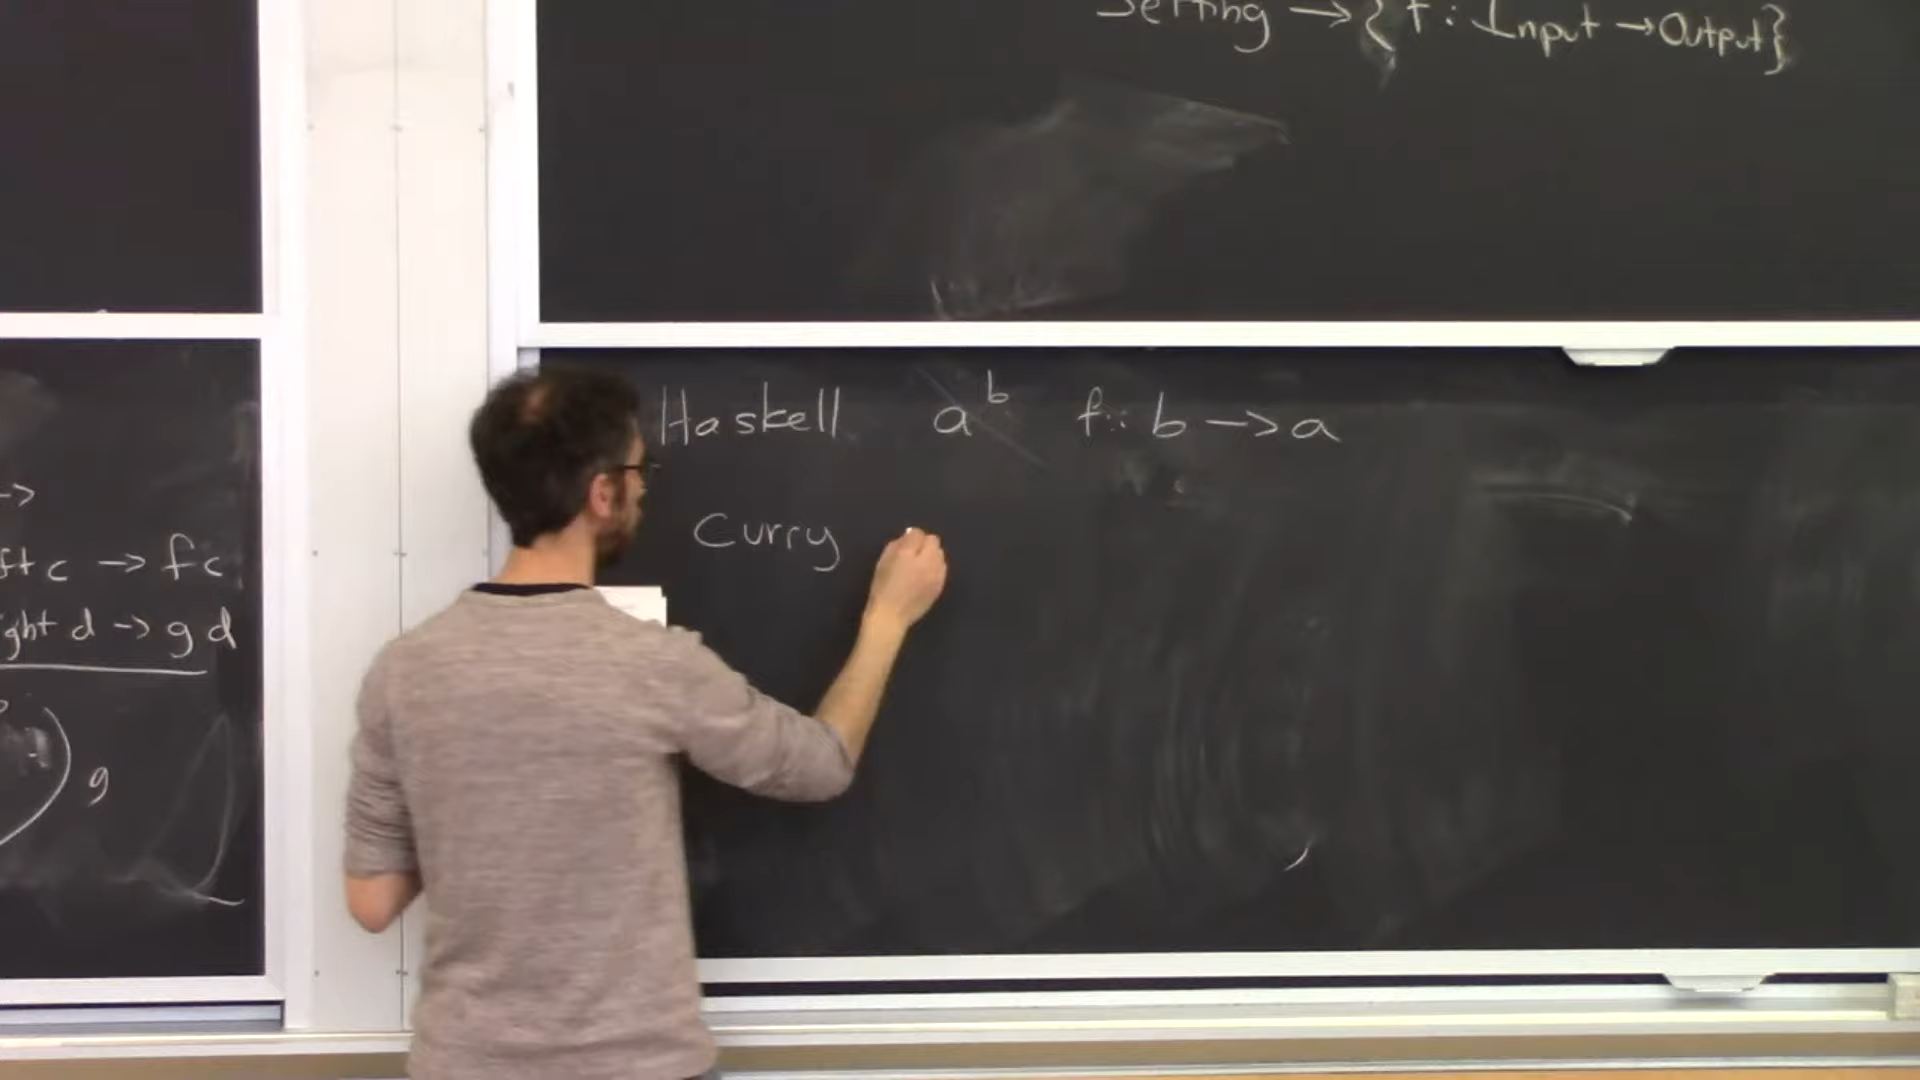 Setting → { f : Input → Output }
→
ft c → f c
ght d → g d
g
Haskell a^b f :: b → a
Curry